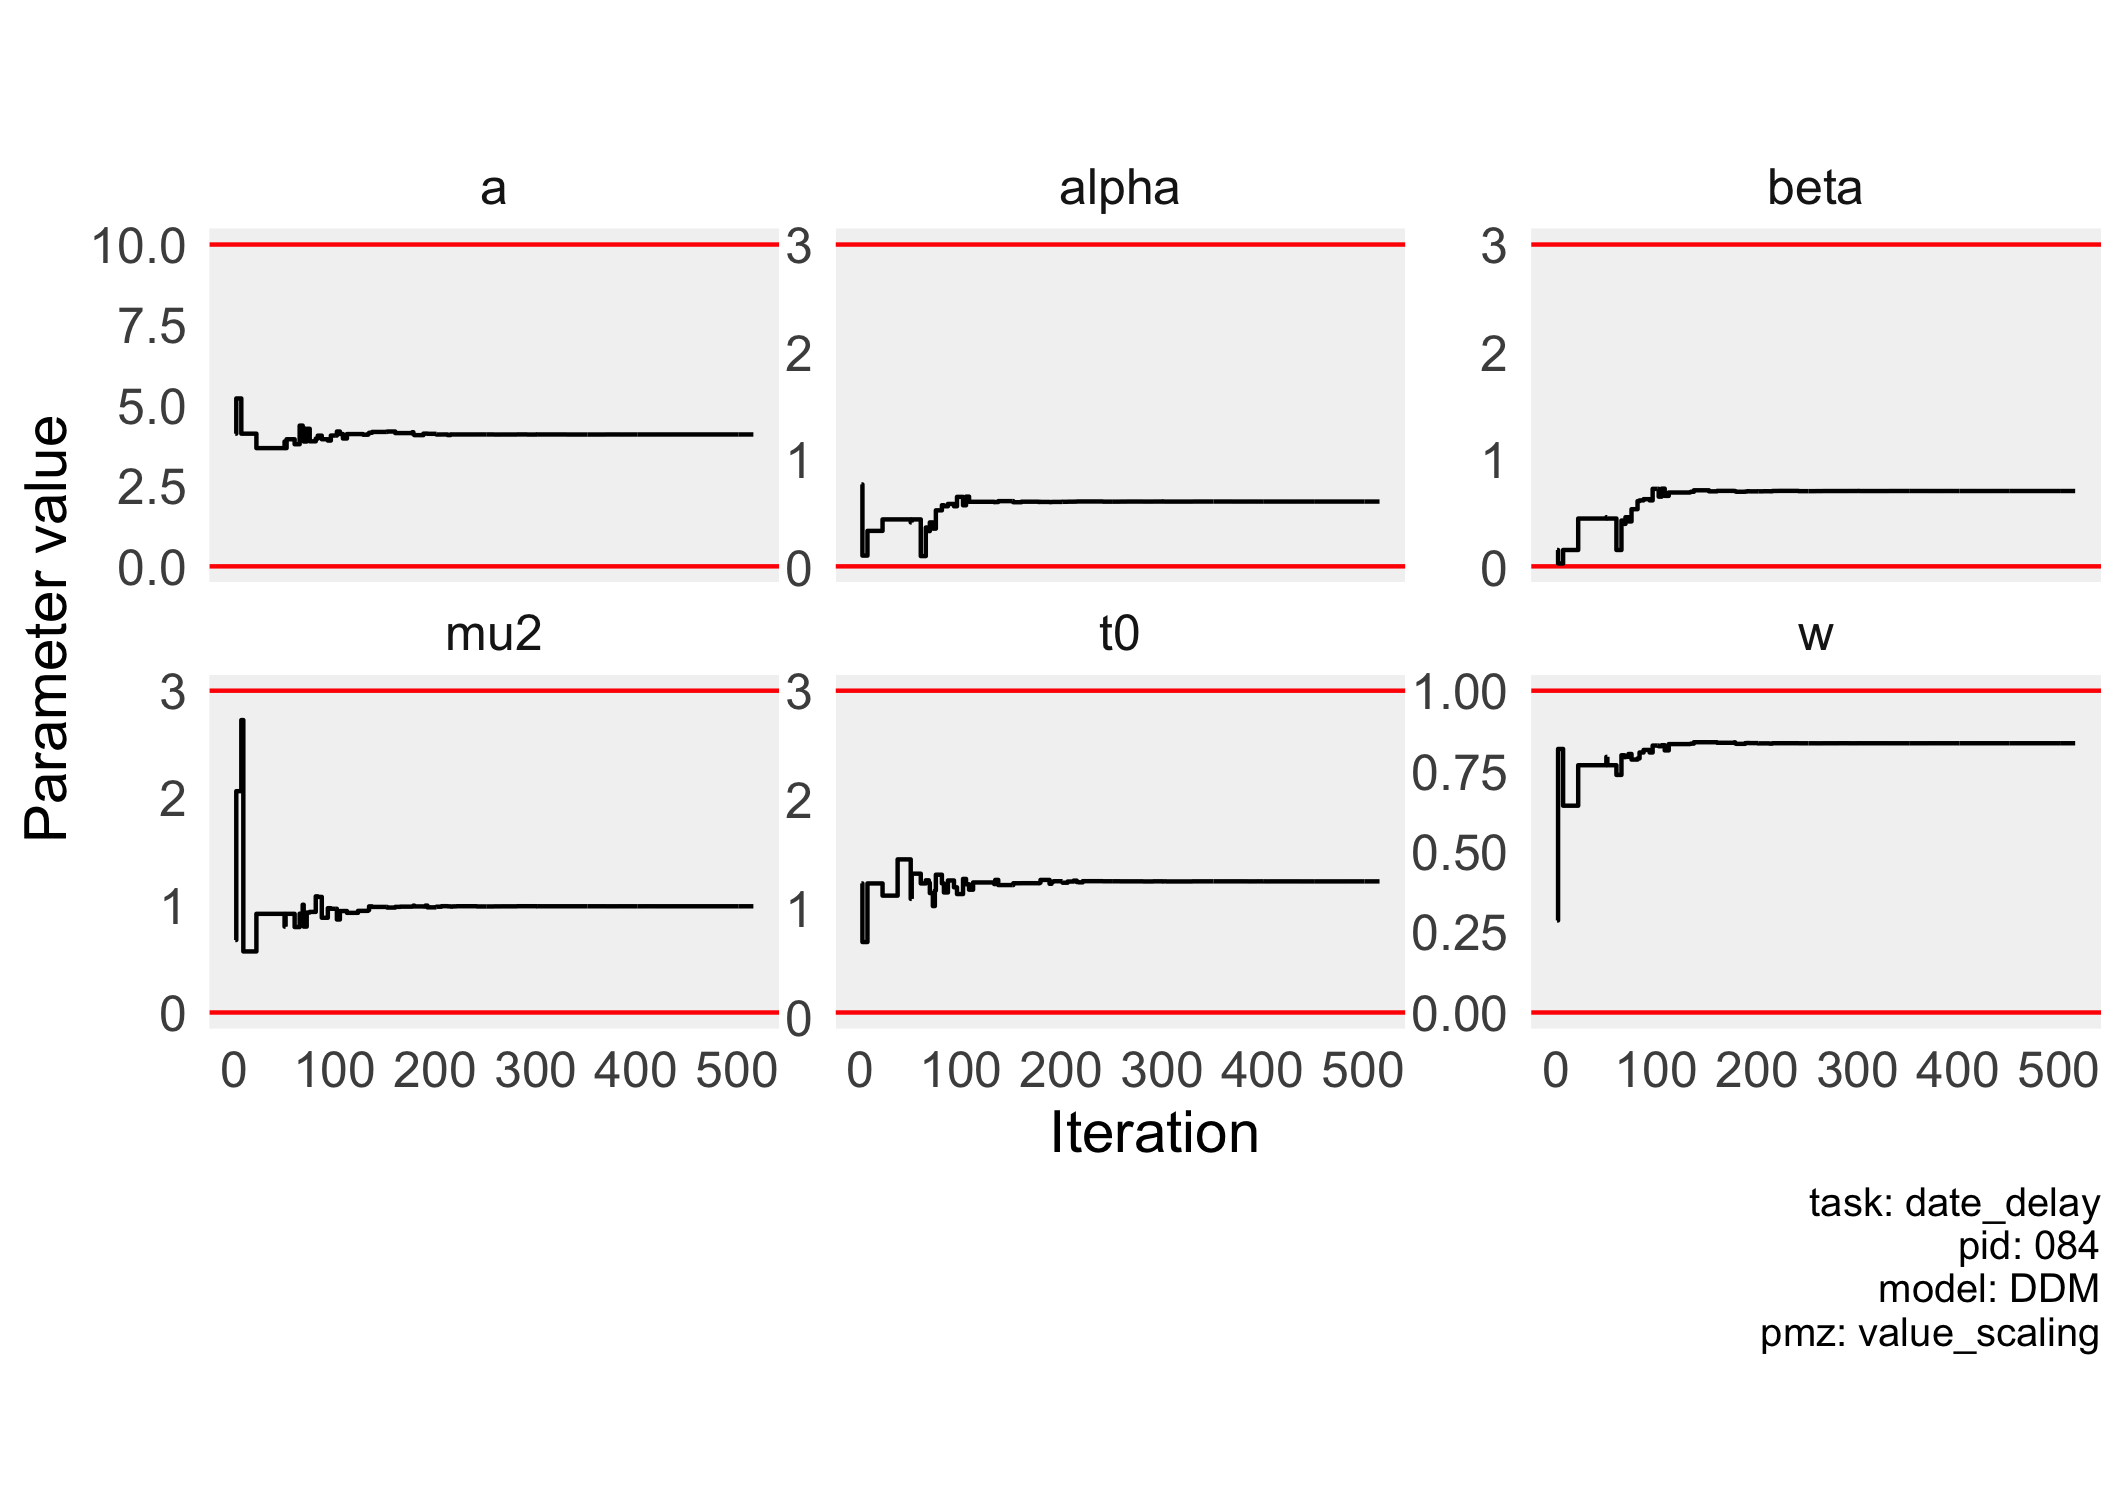 a alpha beta
10.0 3 3
7.5 2 2
5.0 1 1
2.5 0 0
0.0
Parameter value
mu2 t0 w
3 3 1.00
2 2 0.75
1 1 0.50
0 0 0.25
0.00
0 100 200 300 400 500 0 100 200 300 400 500 0 100 200 300 400 500
Iteration
task: date_delay
pid: 084
model: DDM
pmz: value_scaling